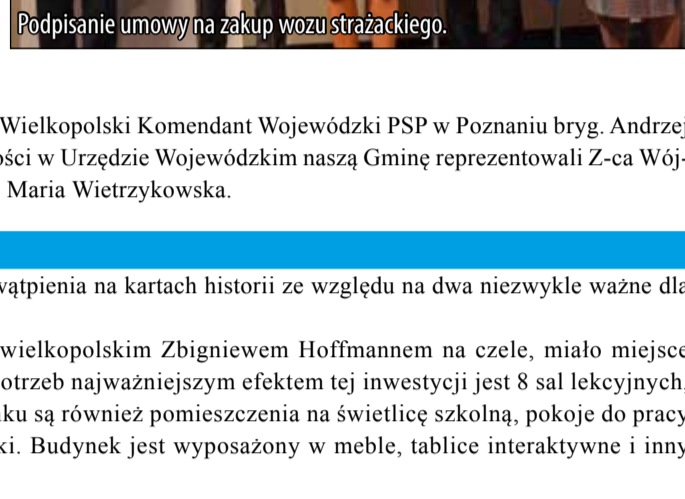 Podpisanie umowy na zakup wozu strażackiego.
Wielkopolski Komendant Wojewódzki PSP w Poznaniu bryg. Andrzej
ości w Urzędzie Wojewódzkim naszą Gminę reprezentowali Z-ca Wój-
Maria Wietrzykowska.
wątpienia na kartach historii ze względu na dwa niezwykle ważne dla
wielkopolskim Zbigniewem Hoffmannem na czele, miało miejsce
otrzeb najważniejszym efektem tej inwestycji jest 8 sal lekcyjnych,
ku są również pomieszczenia na świetlicę szkolną, pokoje do pracy
ki. Budynek jest wyposażony w meble, tablice interaktywne i inny